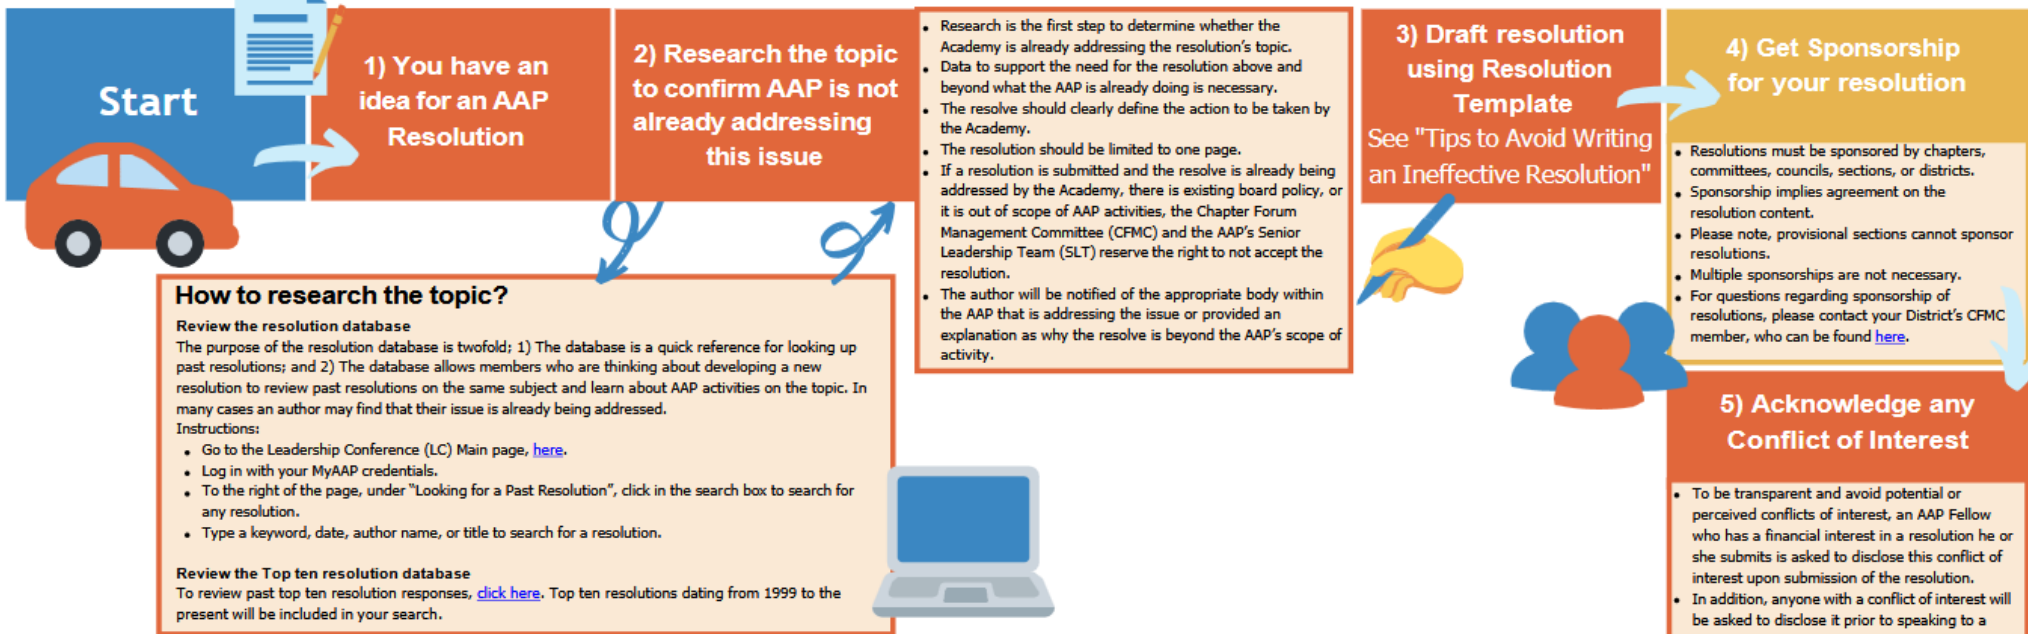 Start
1) You have an
idea for an AAP
Resolution
2) Research the topic
to confirm AAP is not
already addressing
this issue
How to research the topic?
Review the resolution database
The purpose of the resolution database is twofold; 1) The database is a quick reference for looking up
past resolutions; and 2) The database allows members who are thinking about developing a new
resolution to review past resolutions on the same subject and learn about AAP activities on the topic. In
many cases an author may find that their issue is already being addressed.
Instructions:
• Go to the Leadership Conference (LC) Main page, here.
• Log in with your MyAAP credentials.
• To the right of the page, under “Looking for a Past Resolution”, click in the search box to search for
any resolution.
• Type a keyword, date, author name, or title to search for a resolution.
Review the Top ten resolution database
To review past top ten resolution responses, click here. Top ten resolutions dating from 1999 to the
present will be included in your search.
• Research is the first step to determine whether the
Academy is already addressing the resolution’s topic.
• Data to support the need for the resolution above and
beyond what the AAP is already doing is necessary.
• The resolve should clearly define the action to be taken by
the Academy.
• The resolution should be limited to one page.
• If a resolution is submitted and the resolve is already being
addressed by the Academy, there is existing board policy, or
it is out of scope of AAP activities, the Chapter Forum
Management Committee (CFMC) and the AAP’s Senior
Leadership Team (SLT) reserve the right to not accept the
resolution.
• The author will be notified of the appropriate body within
the AAP that is addressing the issue or provided an
explanation as why the resolve is beyond the AAP’s scope of
activity.
3) Draft resolution
using Resolution
Template
See "Tips to Avoid Writing
an Ineffective Resolution"
4) Get Sponsorship
for your resolution
• Resolutions must be sponsored by chapters,
committees, councils, sections, or districts.
• Sponsorship implies agreement on the
resolution content.
• Please note, provisional sections cannot sponsor
resolutions.
• Multiple sponsorships are not necessary.
• For questions regarding sponsorship of
resolutions, please contact your District’s CFMC
member, who can be found here.
5) Acknowledge any
Conflict of Interest
• To be transparent and avoid potential or
perceived conflicts of interest, an AAP Fellow
who has a financial interest in a resolution he or
she submits is asked to disclose this conflict of
interest upon submission of the resolution.
• In addition, anyone with a conflict of interest will
be asked to disclose it prior to speaking to a